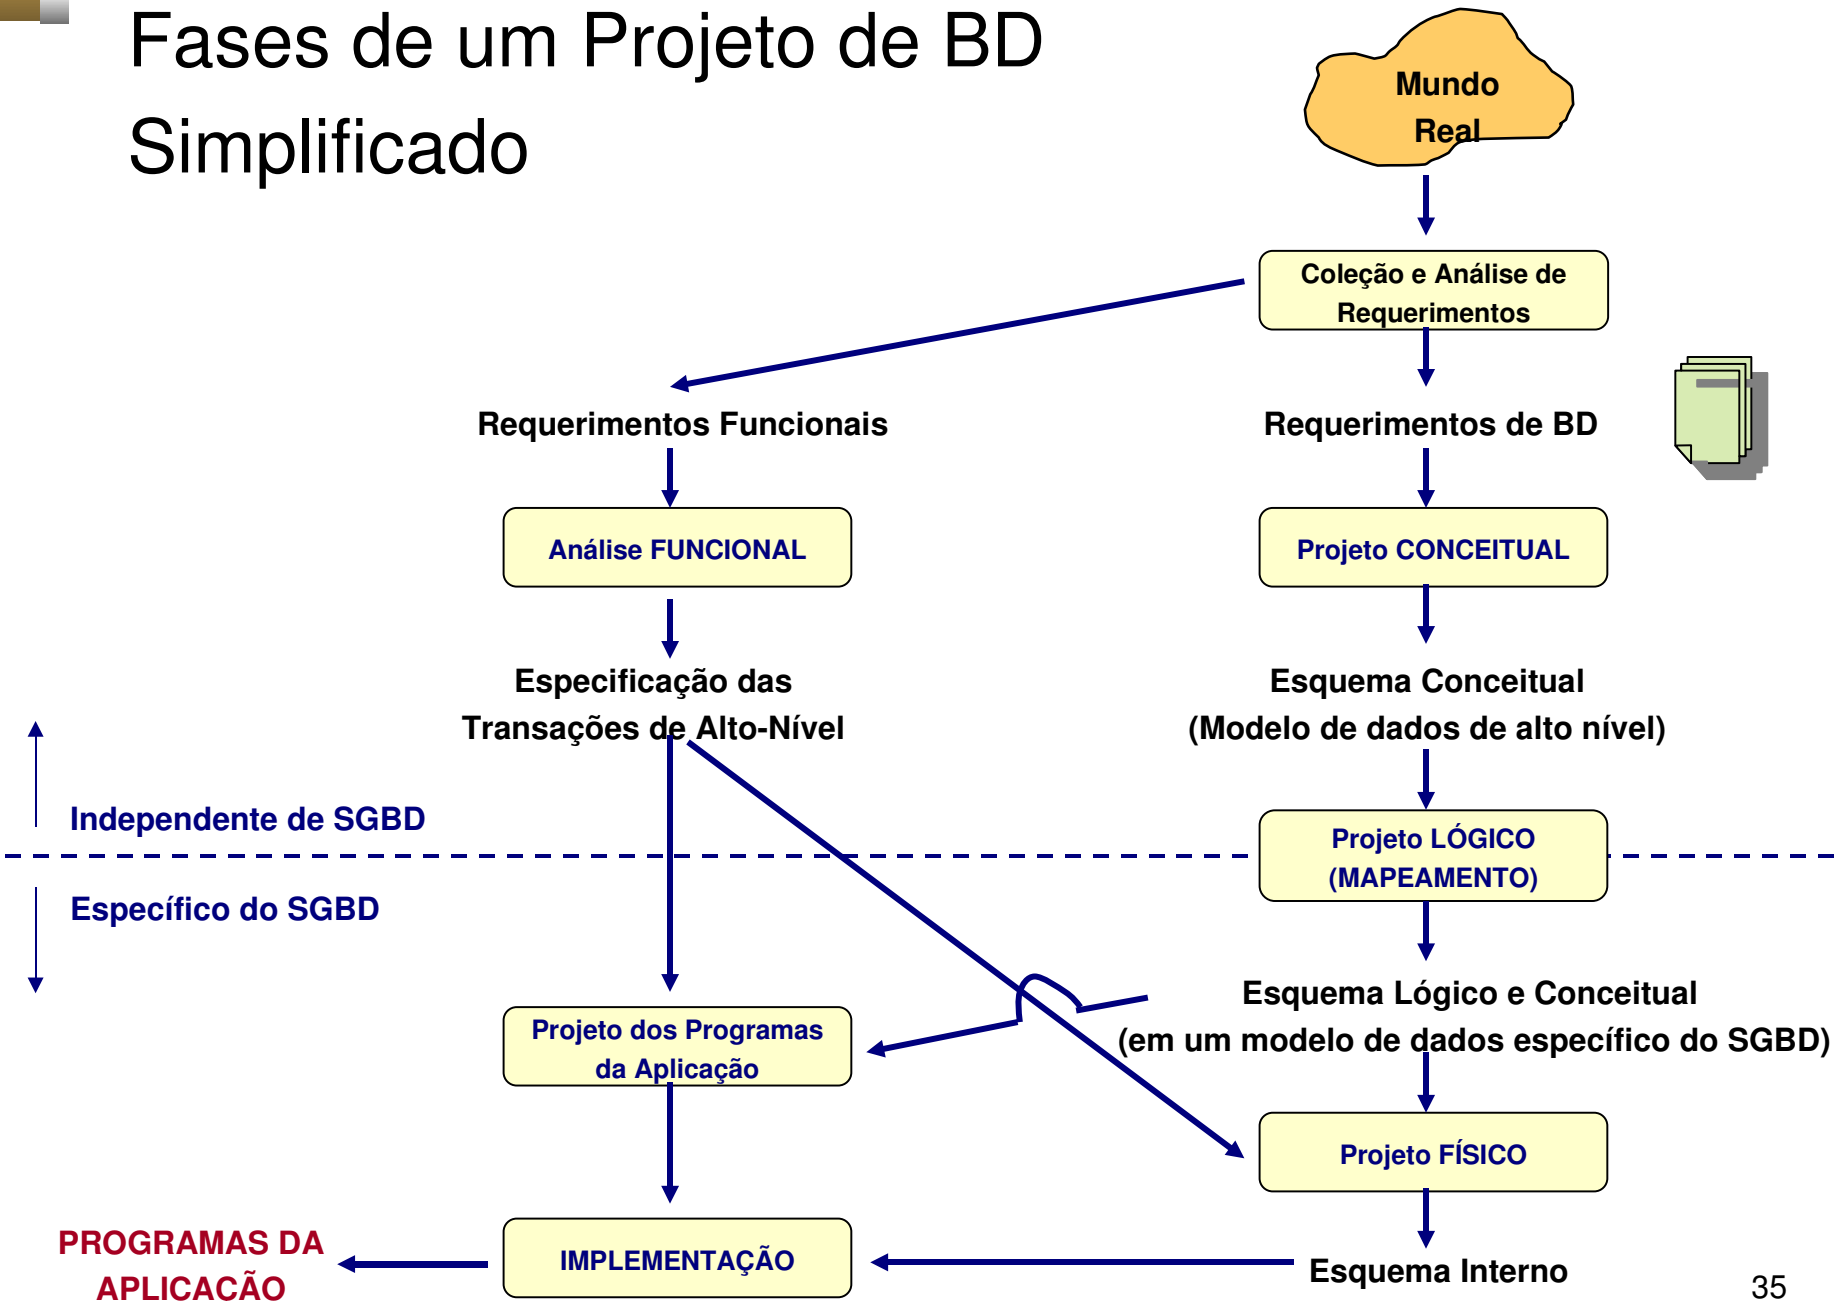 Fases de um Projeto de BD
Simplificado
Mundo
Real
Coleção e Análise de
Requerimentos
Requerimentos Funcionais
Requerimentos de BD
Análise FUNCIONAL
Projeto CONCEITUAL
Especificação das
Transações de Alto-Nível
Esquema Conceitual
(Modelo de dados de alto nível)
Independente de SGBD
Projeto LÓGICO
(MAPEAMENTO)
Específico do SGBD
Esquema Lógico e Conceitual
(em um modelo de dados específico do SGBD)
Projeto dos Programas
da Aplicação
Projeto FÍSICO
PROGRAMAS DA
APLICACÃO
IMPLEMENTAÇÃO
Esquema Interno
35